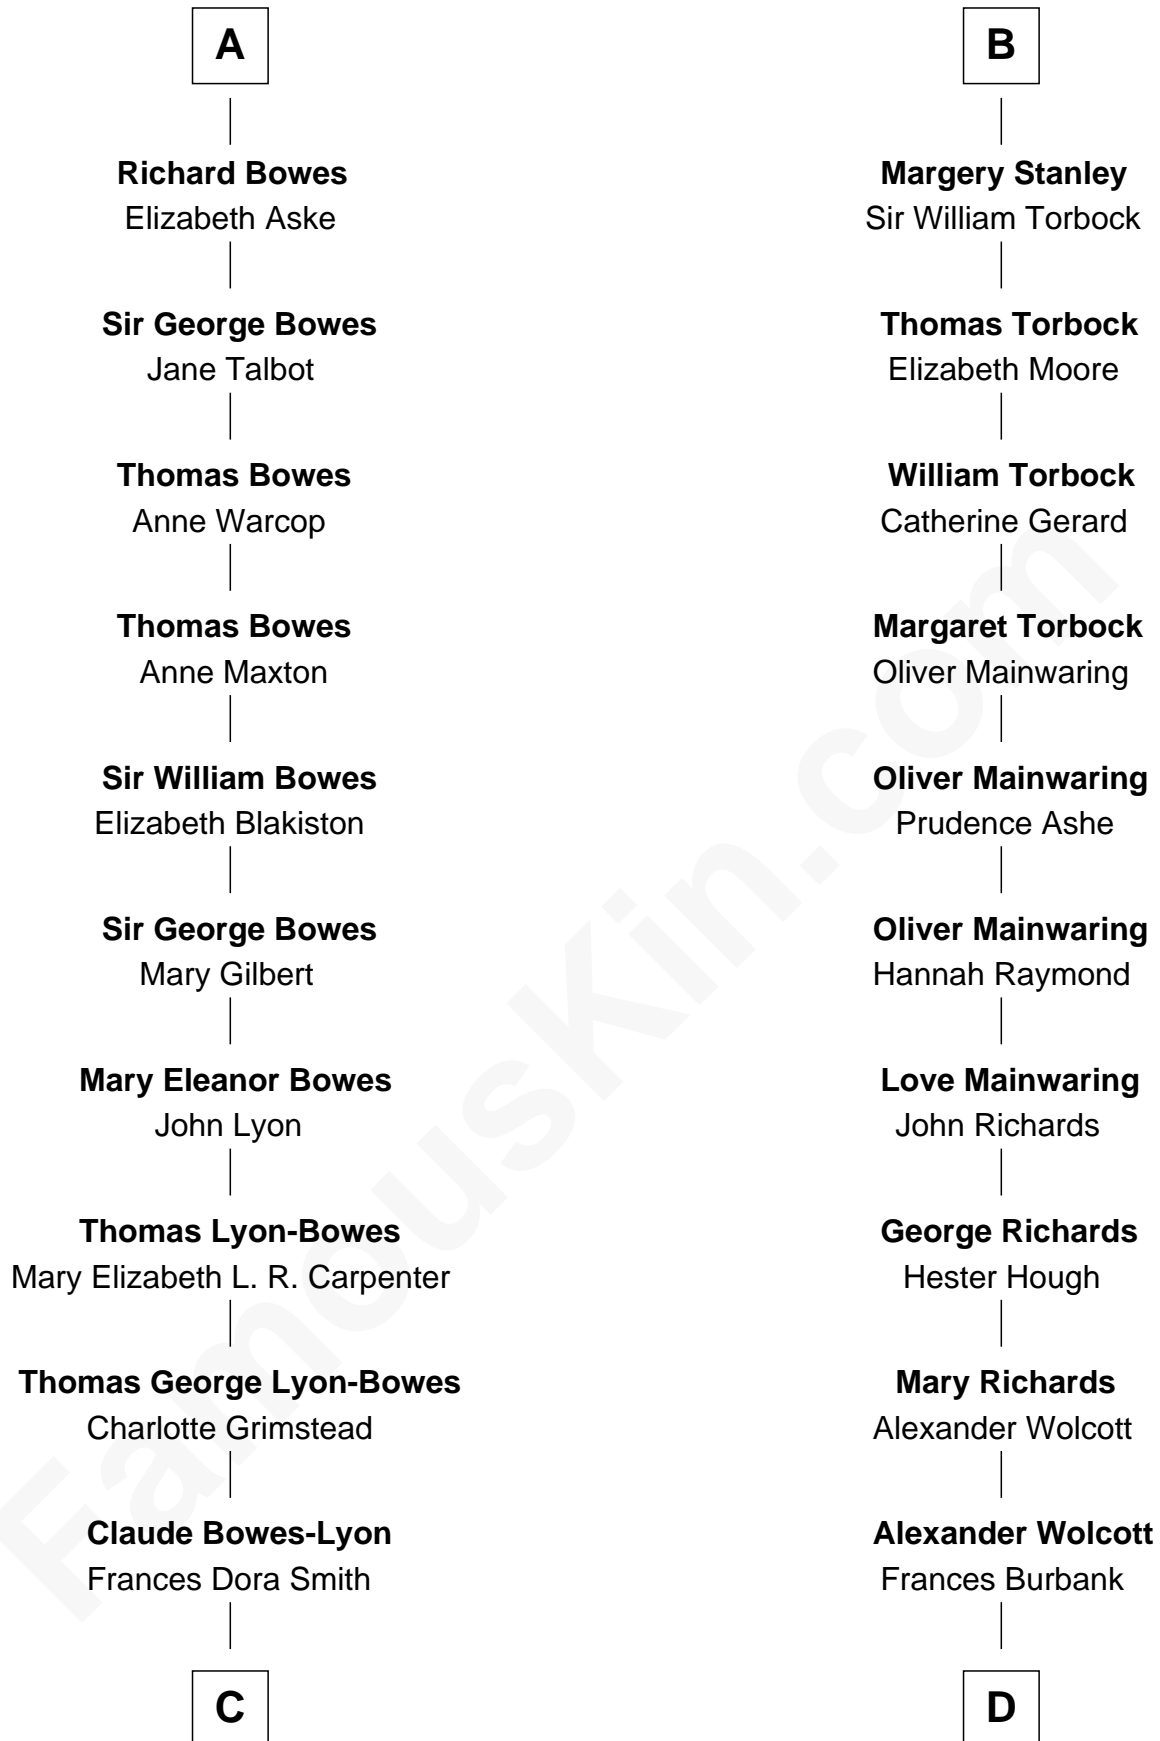 A
Richard Bowes
Elizabeth Aske
Sir George Bowes
Jane Talbot
Thomas Bowes
Anne Warcop
Thomas Bowes
Anne Maxton
Sir William Bowes
Elizabeth Blakiston
Sir George Bowes
Mary Gilbert
Mary Eleanor Bowes
John Lyon
Thomas Lyon-Bowes
Mary Elizabeth L. R. Carpenter
Thomas George Lyon-Bowes
Charlotte Grimstead
Claude Bowes-Lyon
Frances Dora Smith
C
B
Margery Stanley
Sir William Torbock
Thomas Torbock
Elizabeth Moore
William Torbock
Catherine Gerard
Margaret Torbock
Oliver Mainwaring
Oliver Mainwaring
Prudence Ashe
Oliver Mainwaring
Hannah Raymond
Love Mainwaring
John Richards
George Richards
Hester Hough
Mary Richards
Alexander Wolcott
Alexander Wolcott
Frances Burbank
D
FamousKin.com